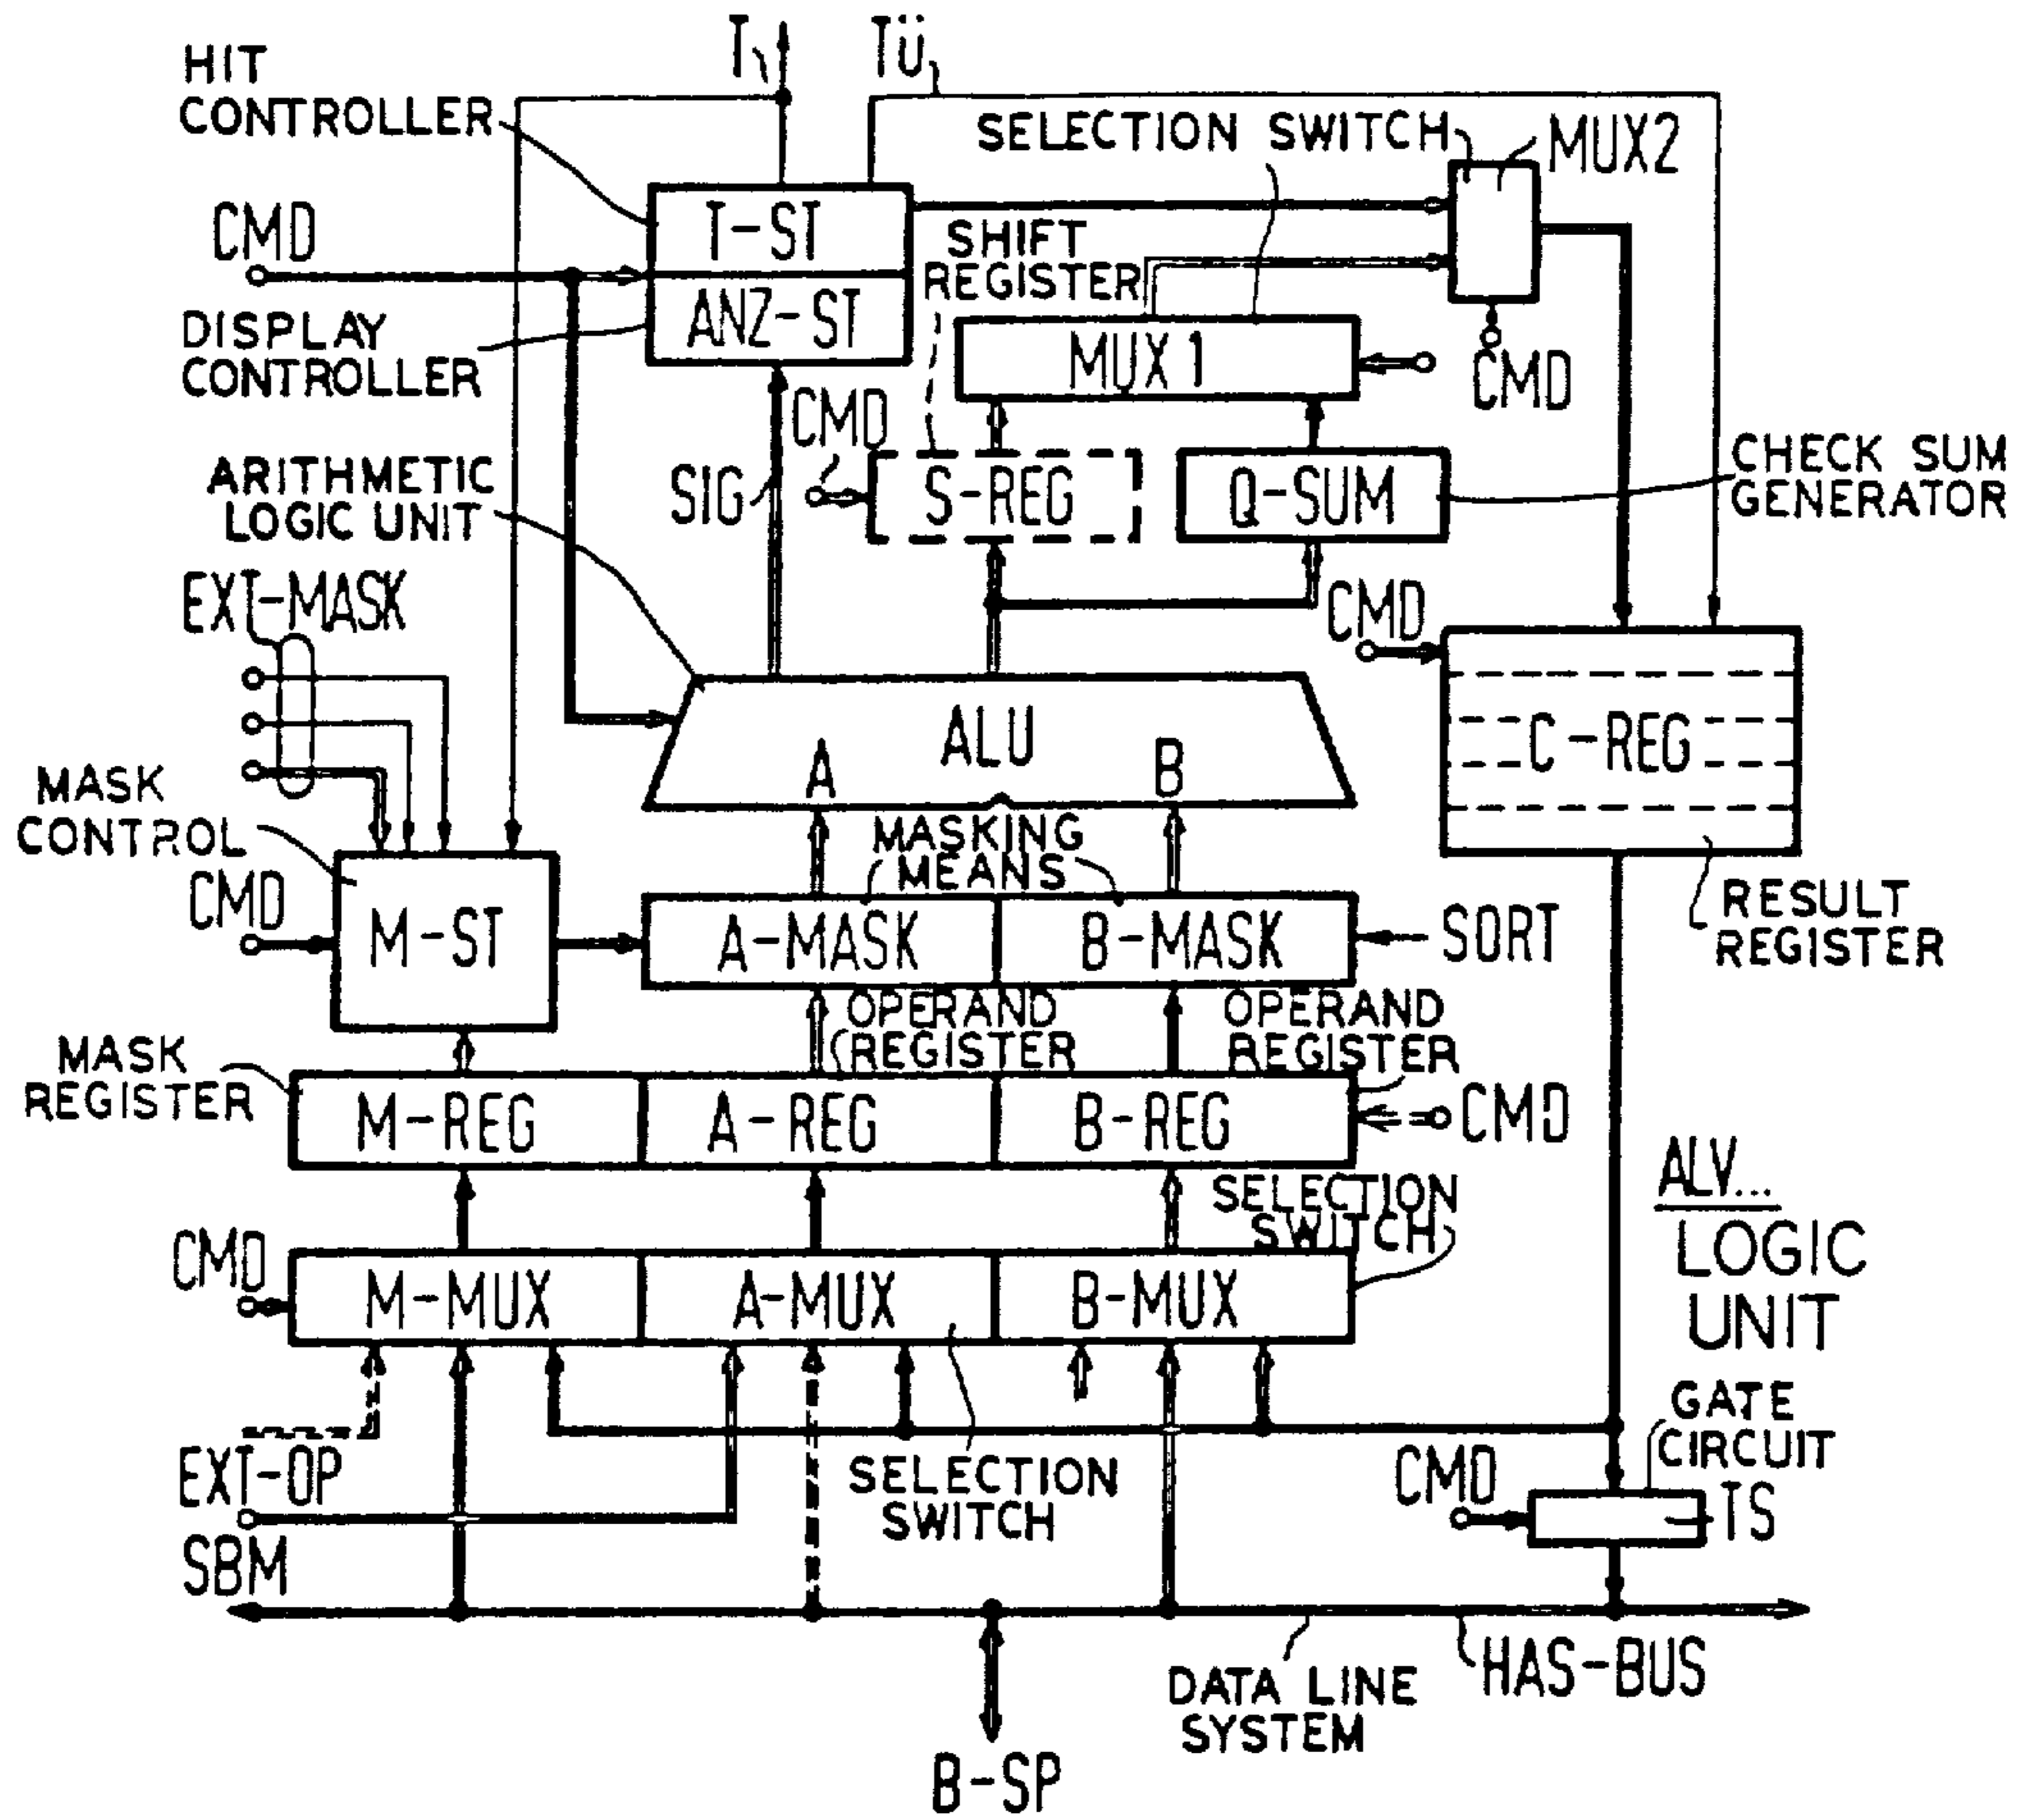 T
TÜ
HIT
CONTROLLER
SELECTION SWITCH
MUX2
CMD
T-ST
SHIFT
REGISTER
DISPLAY
CONTROLLER
ANZ-ST
MUX 1
CMD
CMD
ARITHMETIC
LOGIC UNIT
SIG
S-REG
Q-SUM
CHECK SUM
GENERATOR
EXT-MASK
CMD
ALU
A
B
C-REG
MASK
CONTROL
MASKING
MEANS
CMD
M-ST
A-MASK
B-MASK
SORT
RESULT
REGISTER
OPERAND
REGISTER
OPERAND
REGISTER
MASK
REGISTER
M-REG
A-REG
B-REG
CMD
SELECTION
SWITCH
ALV...
LOGIC
UNIT
CMD
M-MUX
A-MUX
B-MUX
GATE
CIRCUIT
EXT-OP
SELECTION
SWITCH
CMD
TS
SBM
HAS-BUS
DATA LINE
SYSTEM
B-SP